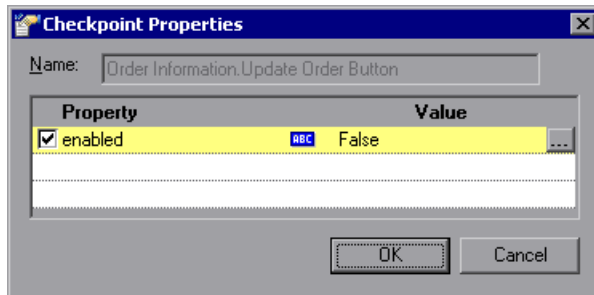 Checkpoint Properties
Name: Order Information.Update Order Button
Property Value
enabled ABC False ...
OK Cancel